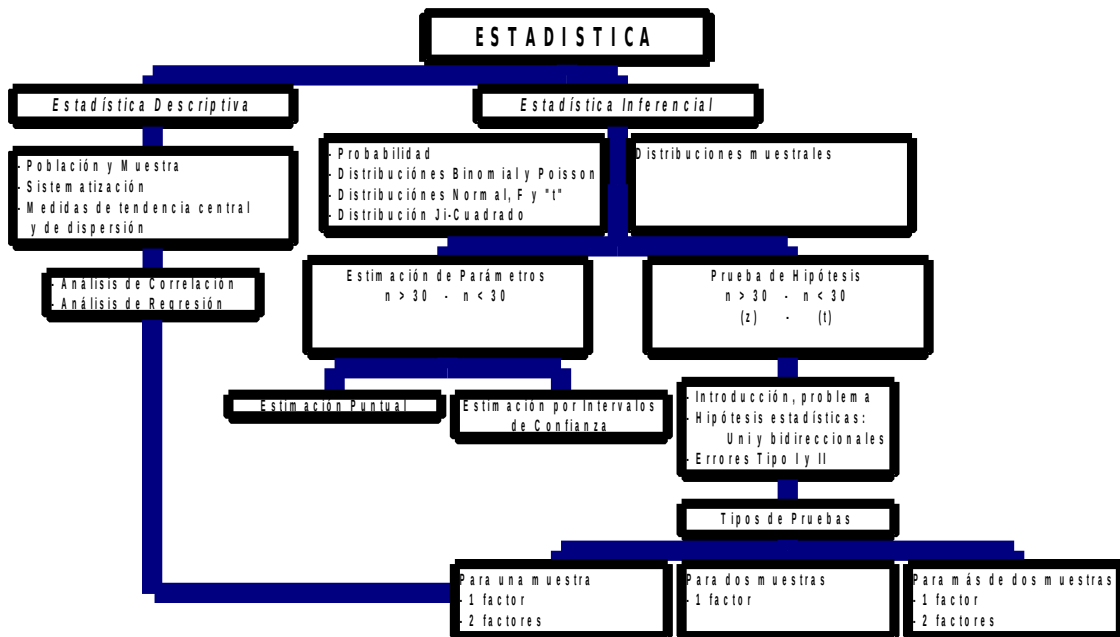 ESTADISTICA
Estadística Descriptiva
Estadística Inferencial
- Población y Muestra
- Sistematización
- Medidas de tendencia central
y de dispersión
- Probabilidad
- Distribuciónes Binomial y Poisson
- Distribuciónes Normal, F y "t"
- Distribución Ji-Cuadrado
Distribuciones muestrales
- Análisis de Correlación
- Análisis de Regresión
Estimación de Parámetros
n > 30 - n < 30
Prueba de Hipótesis
n > 30 - n < 30
(z) - (t)
Estimación Puntual
Estimación por Intervalos
de Confianza
- Introducción, problema
- Hipótesis estadísticas:
Uni y bidireccionales
- Errores Tipo I y II
Tipos de Pruebas
Para una muestra
- 1 factor
- 2 factores
Para dos muestras
- 1 factor
Para más de dos muestras
- 1 factor
- 2 factores